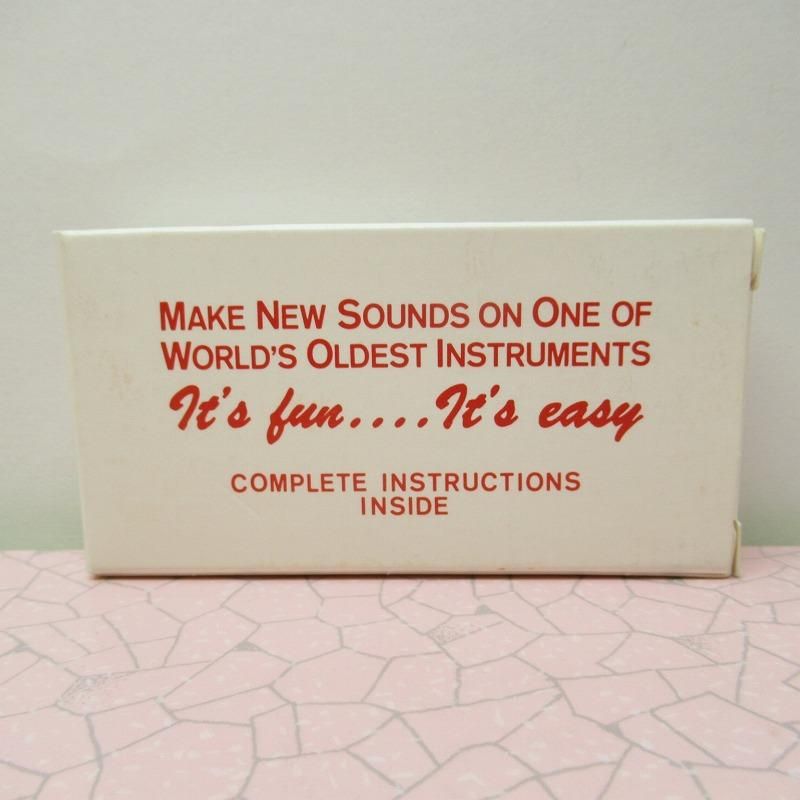 MAKE NEW SOUNDS ON ONE OF
WORLD'S OLDEST INSTRUMENTS
It's fun....It's easy
COMPLETE INSTRUCTIONS
INSIDE